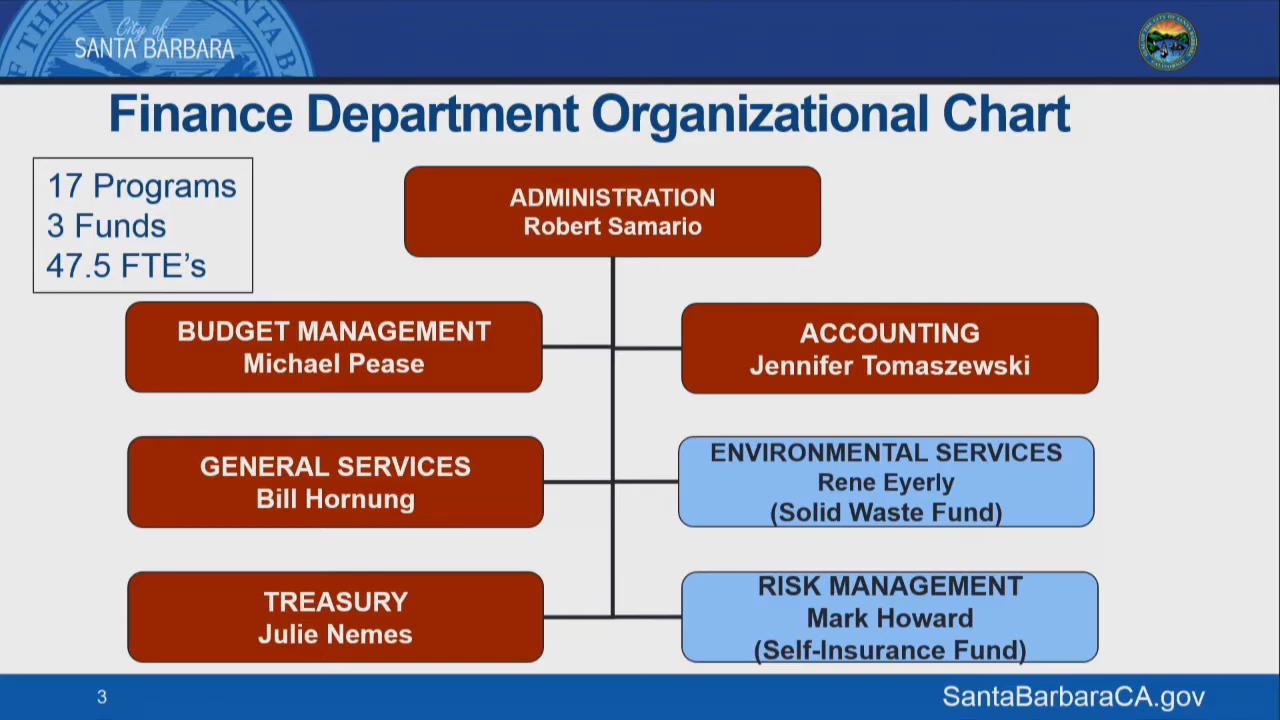 City of
SANTA BARBARA
Finance Department Organizational Chart
17 Programs
3 Funds
47.5 FTE’s
ADMINISTRATION
Robert Samario
BUDGET MANAGEMENT
Michael Pease
ACCOUNTING
Jennifer Tomaszewski
GENERAL SERVICES
Bill Hornung
ENVIRONMENTAL SERVICES
Rene Eyerly
(Solid Waste Fund)
TREASURY
Julie Nemes
RISK MANAGEMENT
Mark Howard
(Self-Insurance Fund)
3
SantaBarbaraCA.gov